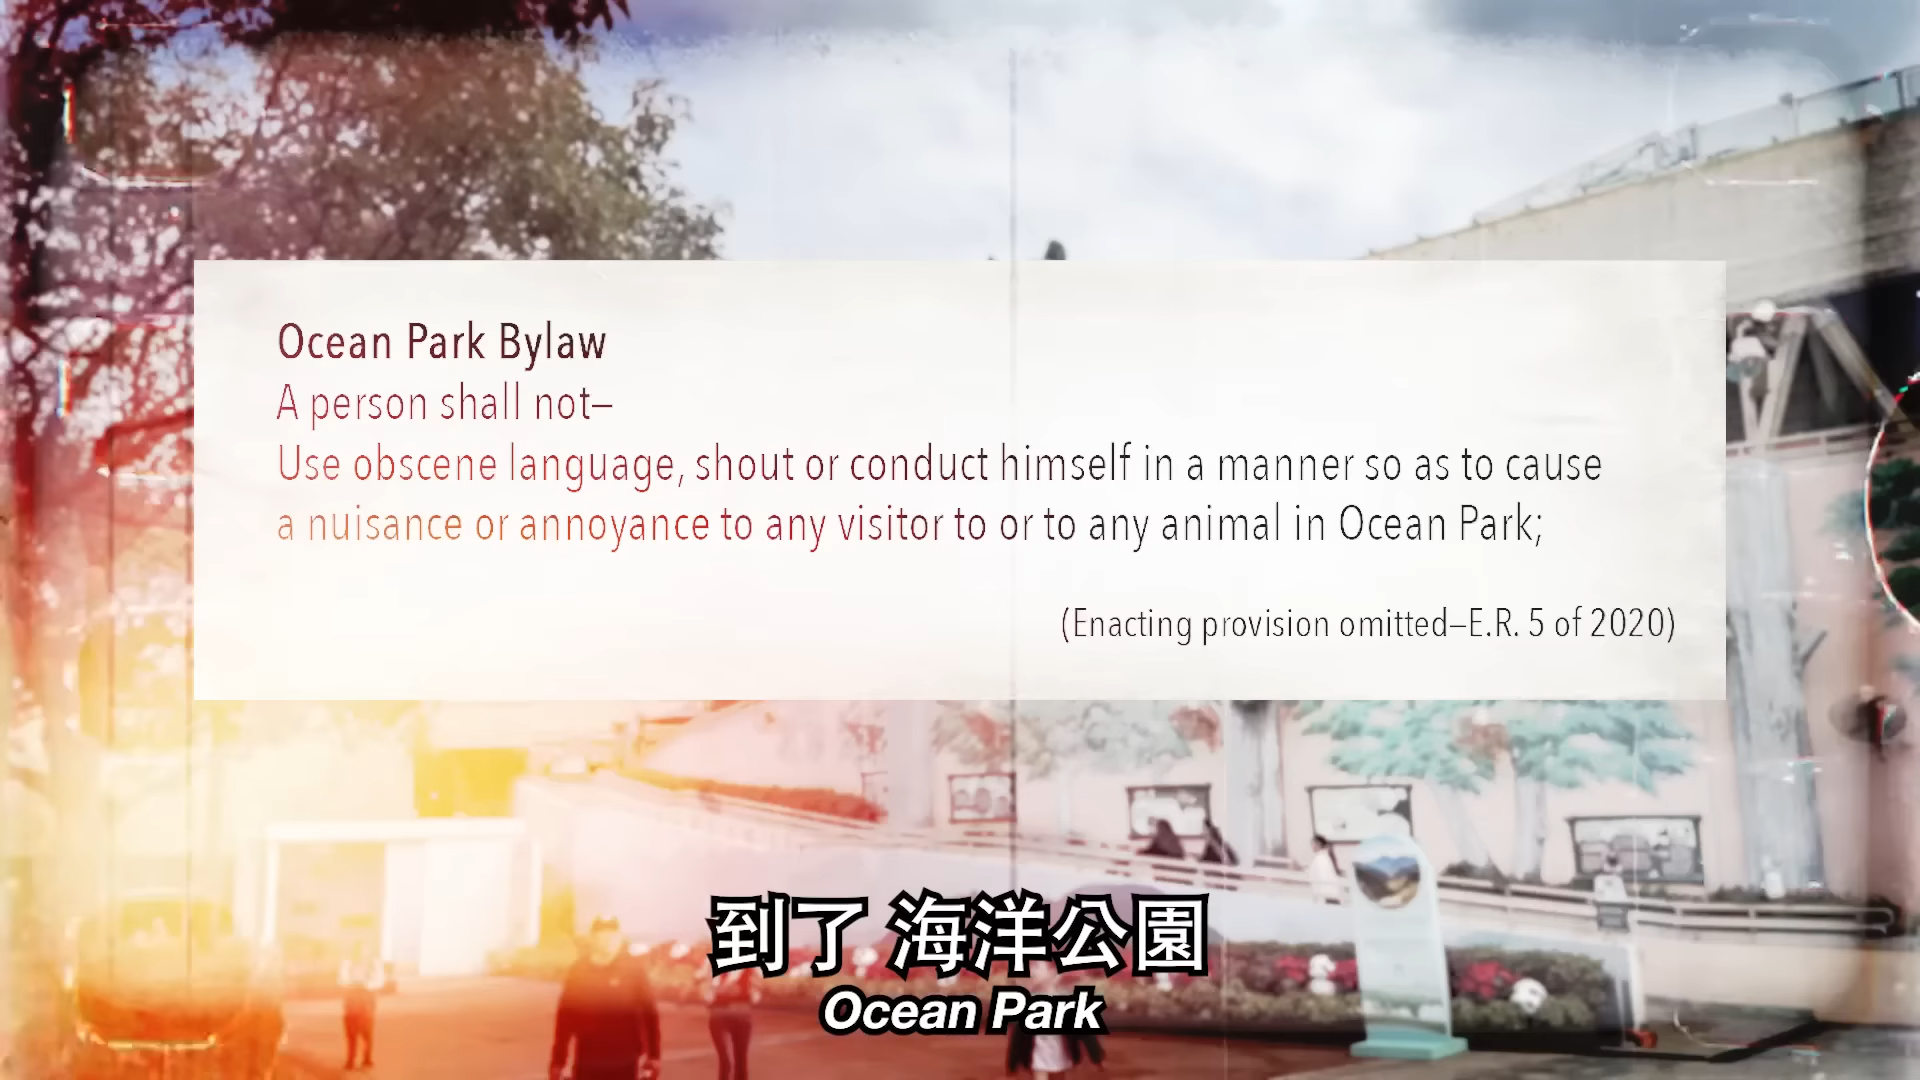 Ocean Park Bylaw
A person shall not–
Use obscene language, shout or conduct himself in a manner so as to cause
a nuisance or annoyance to any visitor to or to any animal in Ocean Park;
(Enacting provision omitted–E.R. 5 of 2020)
到了 海洋公園
Ocean Park